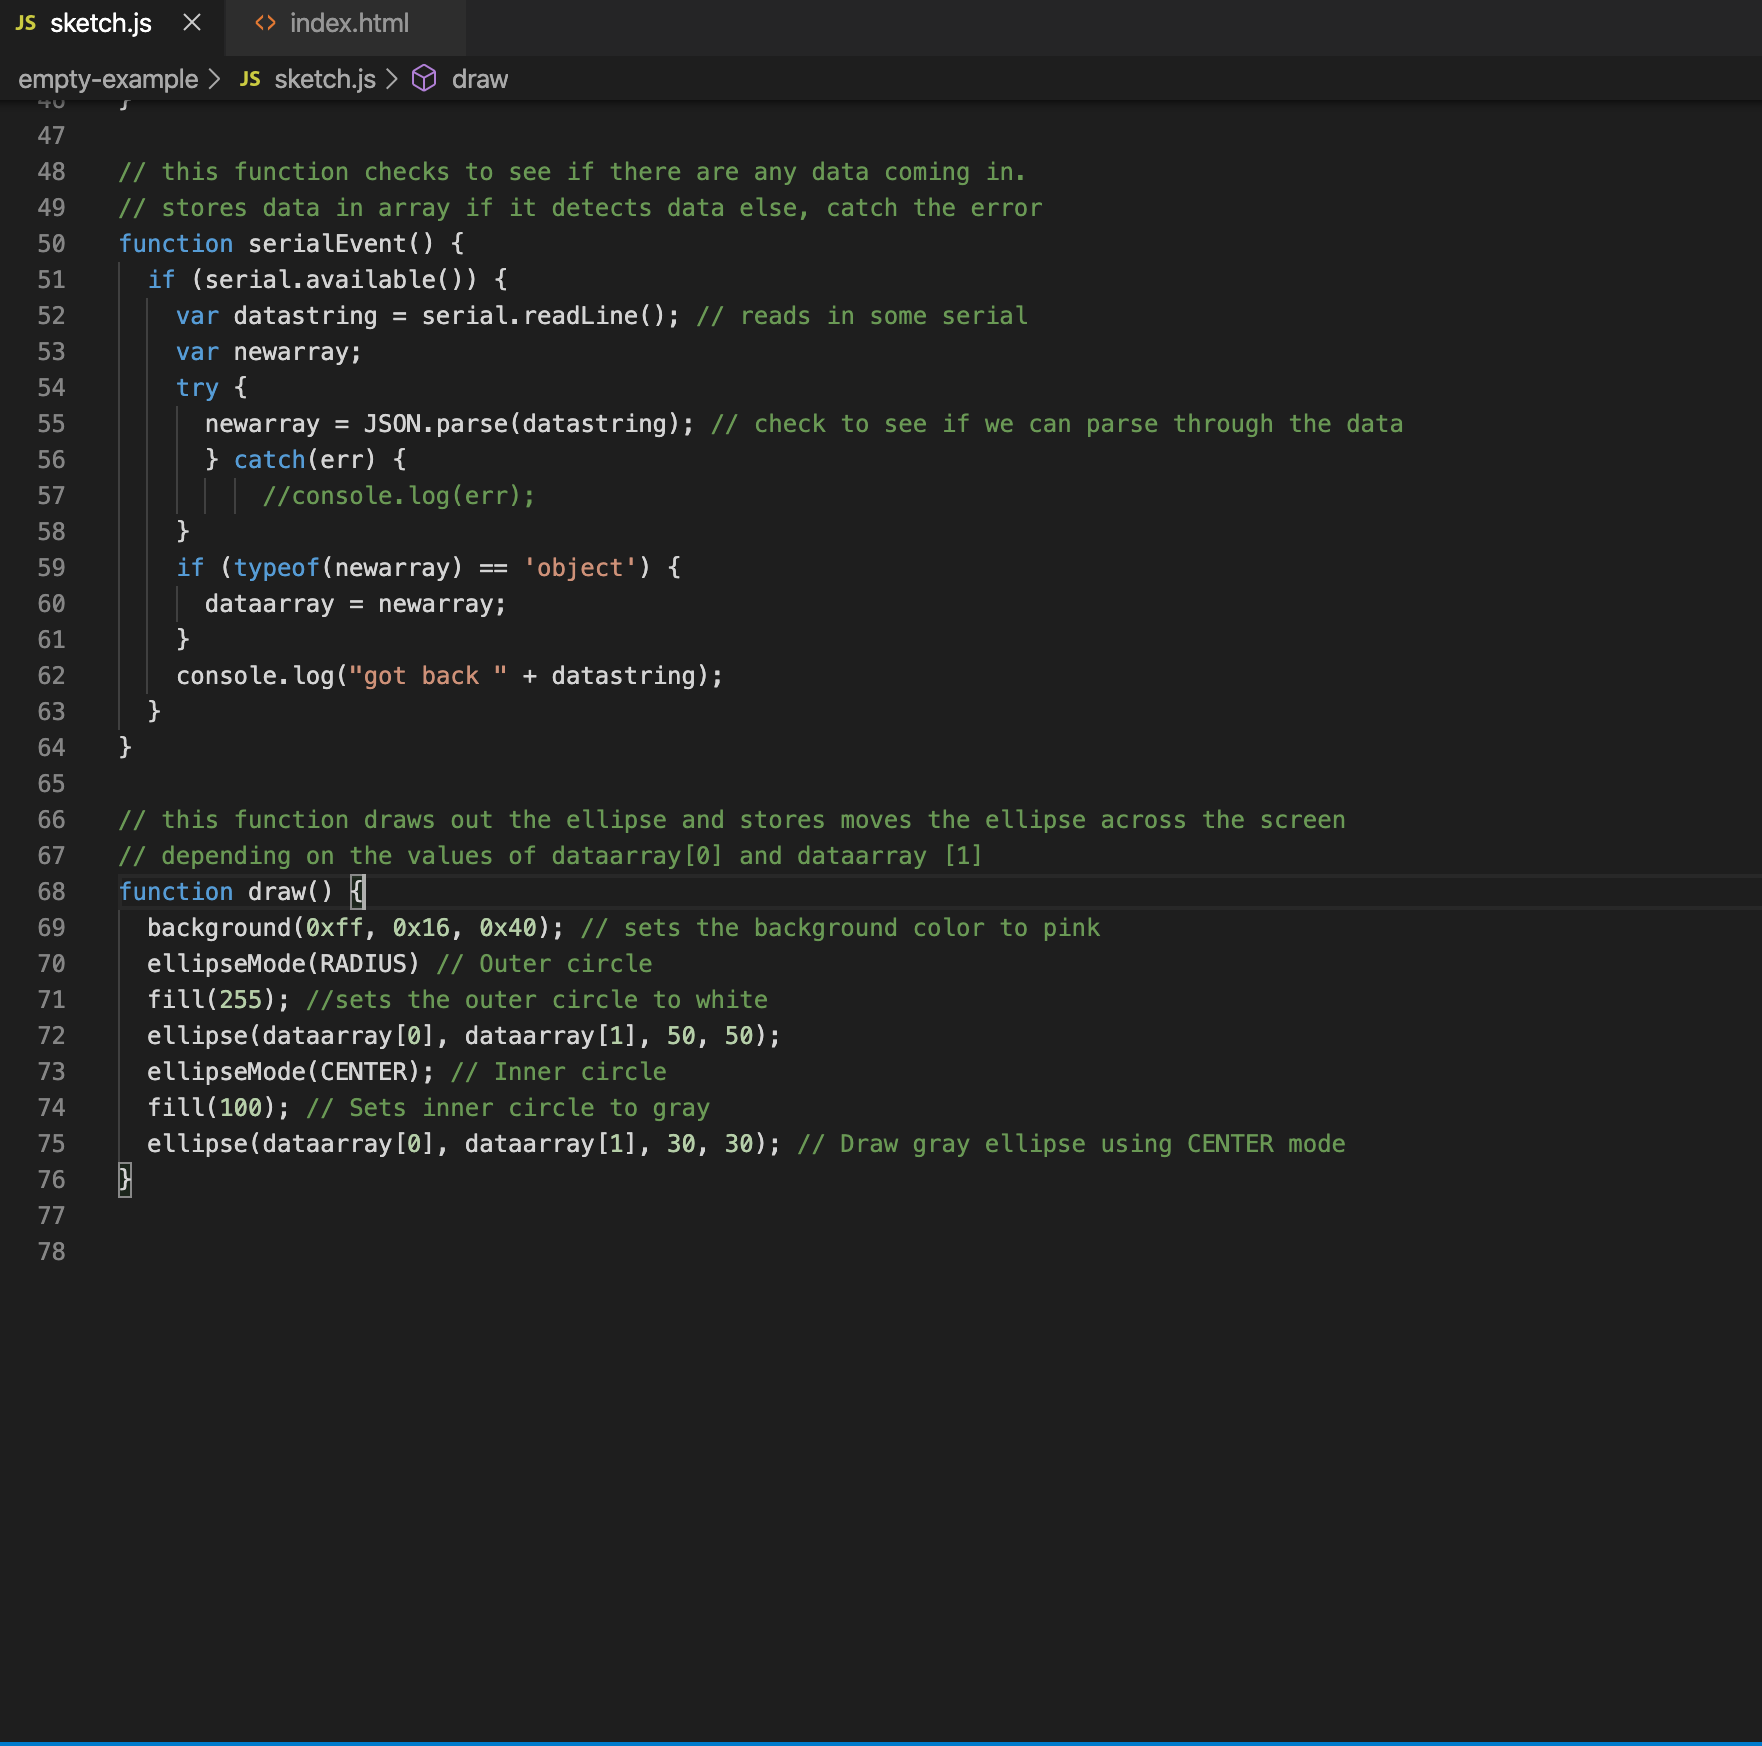 JS sketch.js × <> index.html
empty-example > JS sketch.js > draw
46 }
47
48 // this function checks to see if there are any data coming in.
49 // stores data in array if it detects data else, catch the error
50 function serialEvent() {
51   if (serial.available()) {
52     var datastring = serial.readLine(); // reads in some serial
53     var newarray;
54     try {
55       newarray = JSON.parse(datastring); // check to see if we can parse through the data
56       } catch(err) {
57           //console.log(err);
58     }
59     if (typeof(newarray) == 'object') {
60       dataarray = newarray;
61     }
62     console.log("got back " + datastring);
63   }
64 }
65
66 // this function draws out the ellipse and stores moves the ellipse across the screen
67 // depending on the values of dataarray[0] and dataarray [1]
68 function draw() {
69   background(0xff, 0x16, 0x40); // sets the background color to pink
70   ellipseMode(RADIUS) // Outer circle
71   fill(255); //sets the outer circle to white
72   ellipse(dataarray[0], dataarray[1], 50, 50);
73   ellipseMode(CENTER); // Inner circle
74   fill(100); // Sets inner circle to gray
75   ellipse(dataarray[0], dataarray[1], 30, 30); // Draw gray ellipse using CENTER mode
76 }
77
78